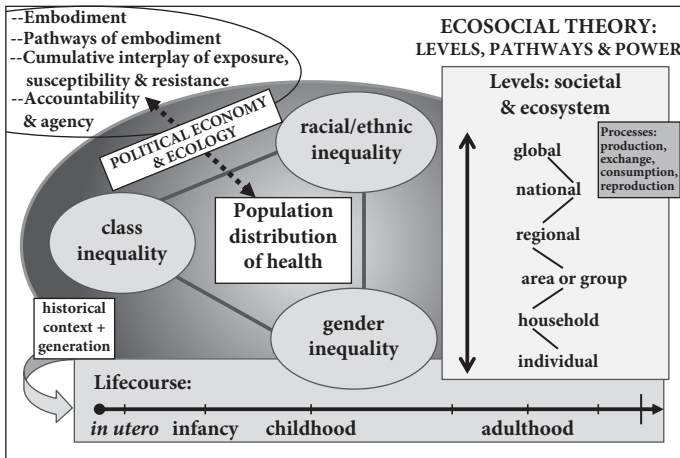 --Embodiment
--Pathways of embodiment
--Cumulative interplay of exposure,
susceptibility & resistance
--Accountability
& agency
ECOSOCIAL THEORY:
LEVELS, PATHWAYS & POWER
POLITICAL ECONOMY
& ECOLOGY
racial/ethnic
inequality
class
inequality
Population
distribution
of health
gender
inequality
Levels: societal
& ecosystem
Processes:
production,
exchange,
consumption,
reproduction
global
national
regional
area or group
household
individual
historical
context +
generation
Lifecourse:
in utero infancy childhood adulthood